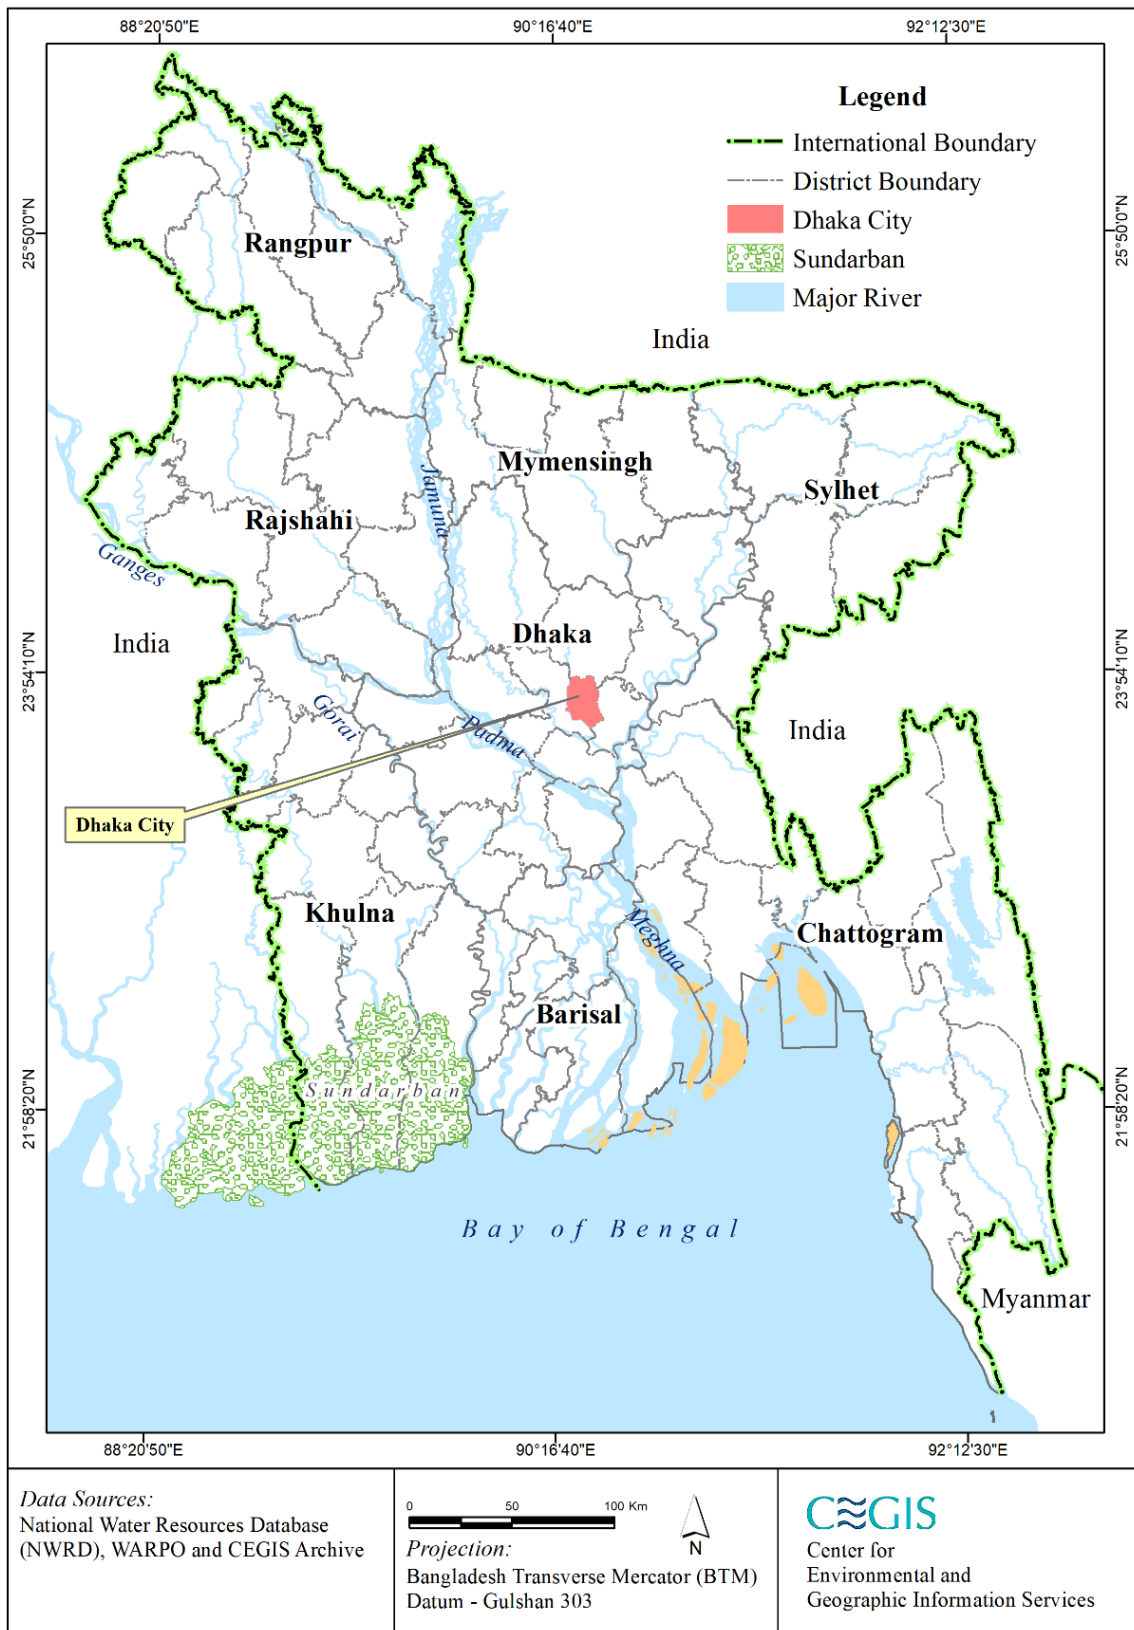 88°20'50"E
90°16'40"E
92°12'30"E
Legend
International Boundary
District Boundary
Dhaka City
Sundarban
Major River
25°50'0"N
25°50'0"N
Rangpur
India
Mymensingh
Jamuna
Sylhet
Rajshahi
Ganges
India
Dhaka
23°54'10"N
23°54'10"N
Gorai
Padma
India
Dhaka City
Khulna
Meghna
Chattogram
Barisal
Sundarban
21°58'20"N
21°58'20"N
Bay of Bengal
Myanmar
88°20'50"E
90°16'40"E
92°12'30"E
Data Sources:
National Water Resources Database
(NWRD), WARPO and CEGIS Archive
0 50 100 Km
N
Projection:
Bangladesh Transverse Mercator (BTM)
Datum - Gulshan 303
CEGIS
Center for
Environmental and
Geographic Information Services